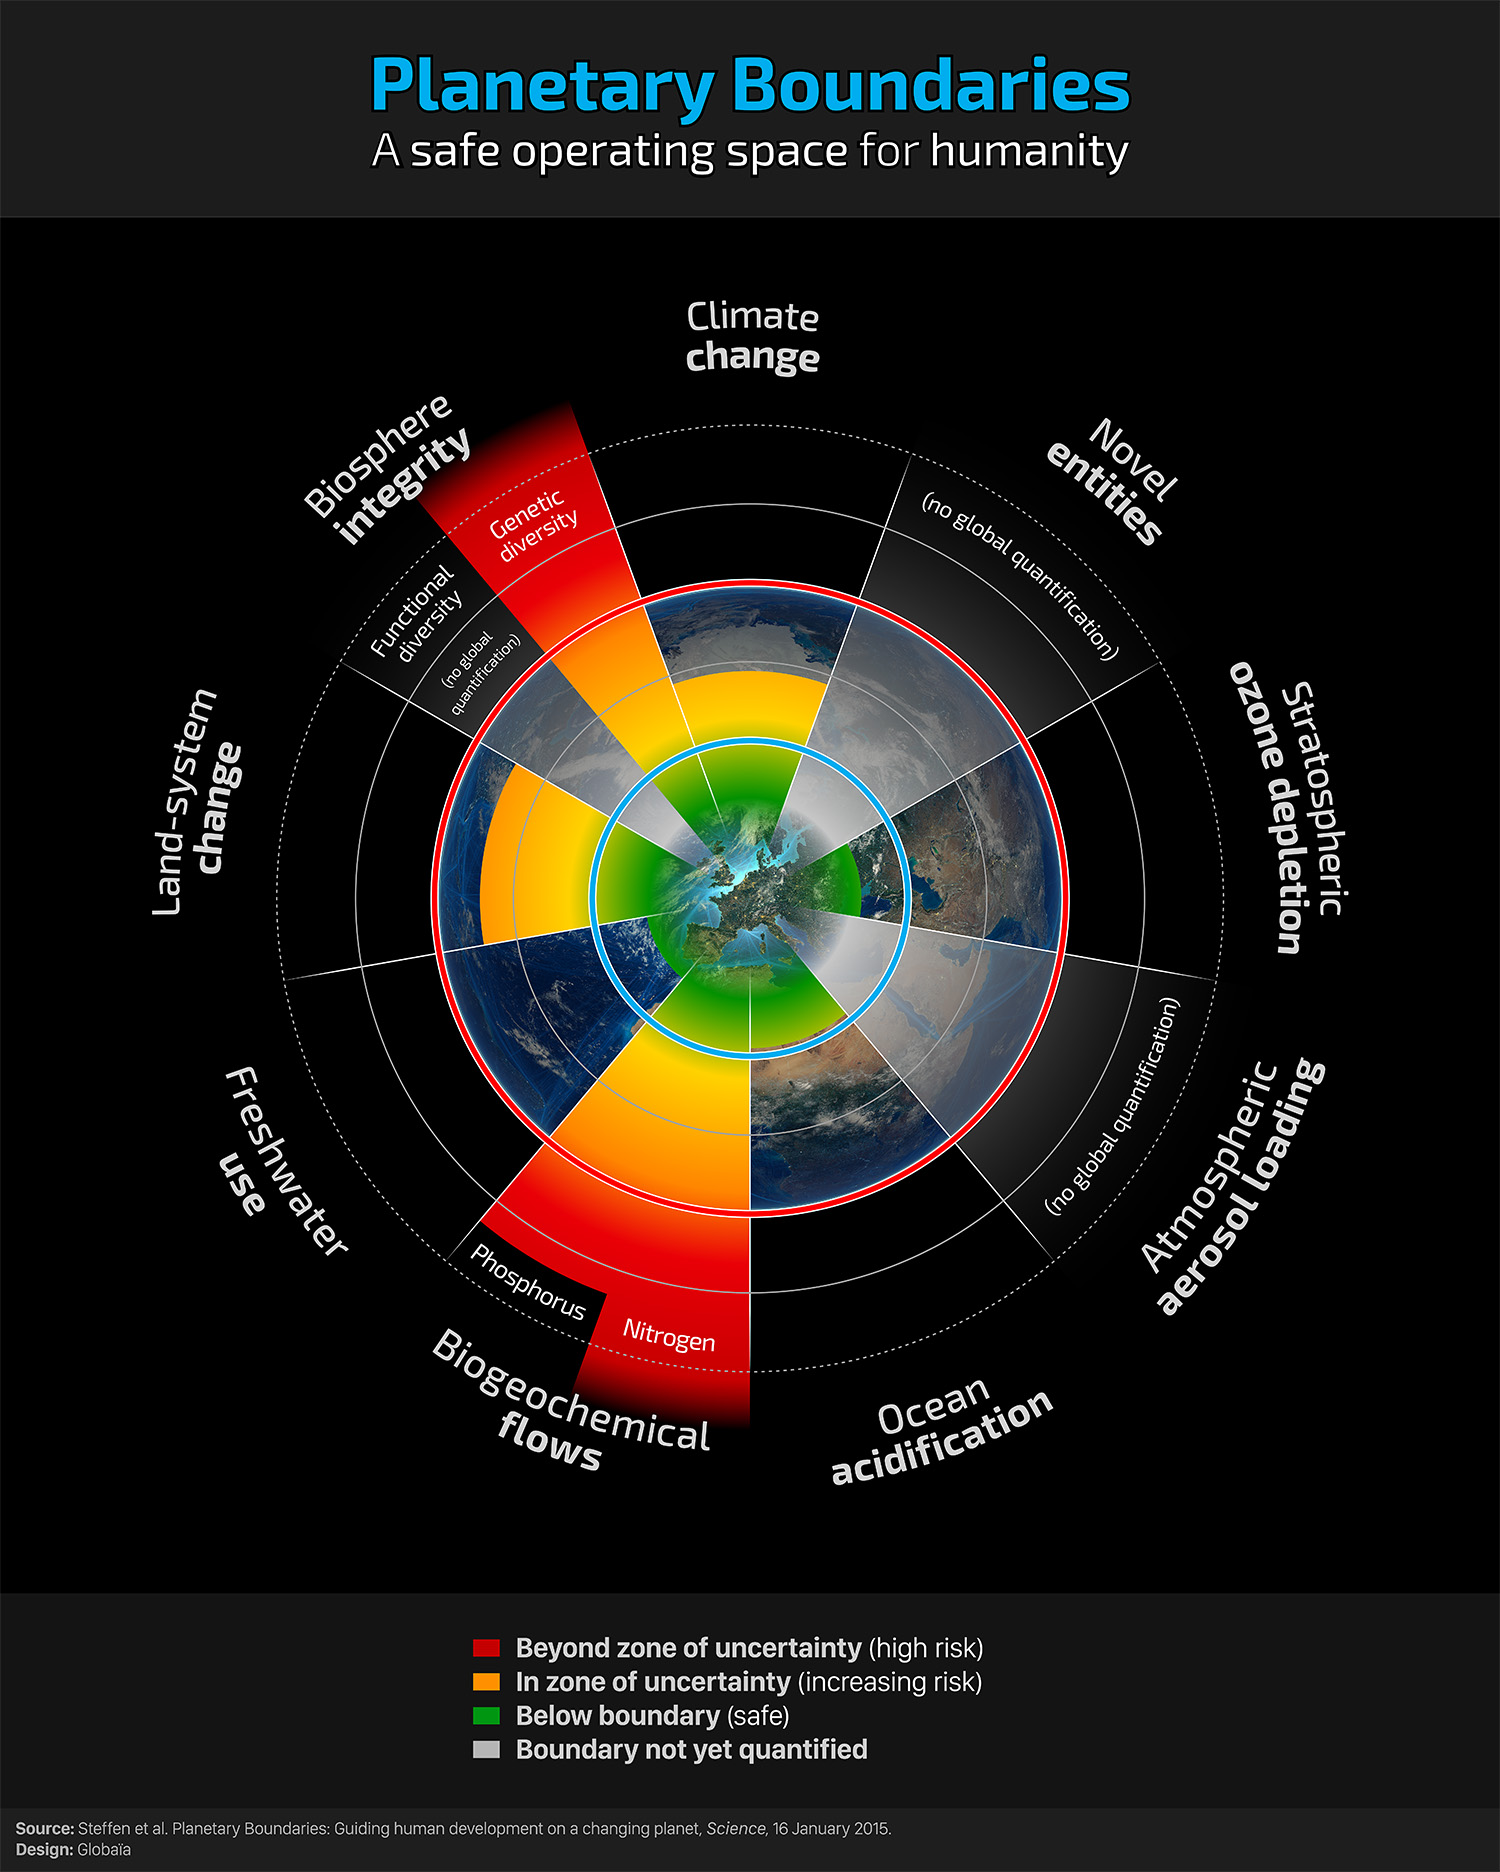 Planetary Boundaries
A safe operating space for humanity
Climate
change
Novel
entities
(no global quantification)
Stratospheric
ozone depletion
Atmospheric
aerosol loading
(no global quantification)
Ocean
acidification
Biogeochemical
flows
Phosphorus
Nitrogen
Freshwater
use
Land-system
change
Biosphere
integrity
Functional
diversity
(no global
quantification)
Genetic
diversity
Beyond zone of uncertainty (high risk)
In zone of uncertainty (increasing risk)
Below boundary (safe)
Boundary not yet quantified
Source: Steffen et al. Planetary Boundaries: Guiding human development on a changing planet, Science, 16 January 2015.
Design: Globaïa